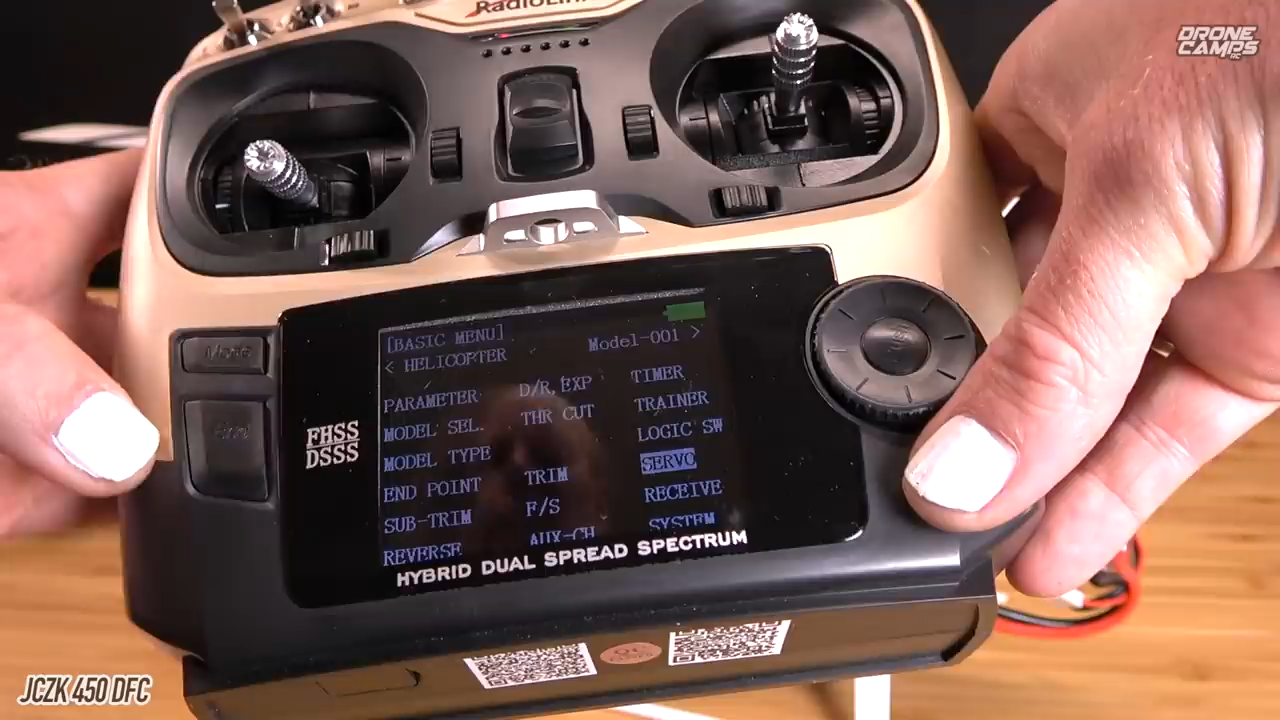 RadioLink
DRONE
CAMPS
RC
[BASIC MENU]
< HELICOPTER
Model-001 >
PARAMETER D/R,EXP TIMER
MODEL SEL. THR CUT TRAINER
MODEL TYPE LOGIC SW
END POINT TRIM SERVO
SUB-TRIM F/S RECEIVE
REVERSE AUX-CH SYSTEM
Mode
End
FHSS
DSSS
HYBRID DUAL SPREAD SPECTRUM
JCZK 450 DFC